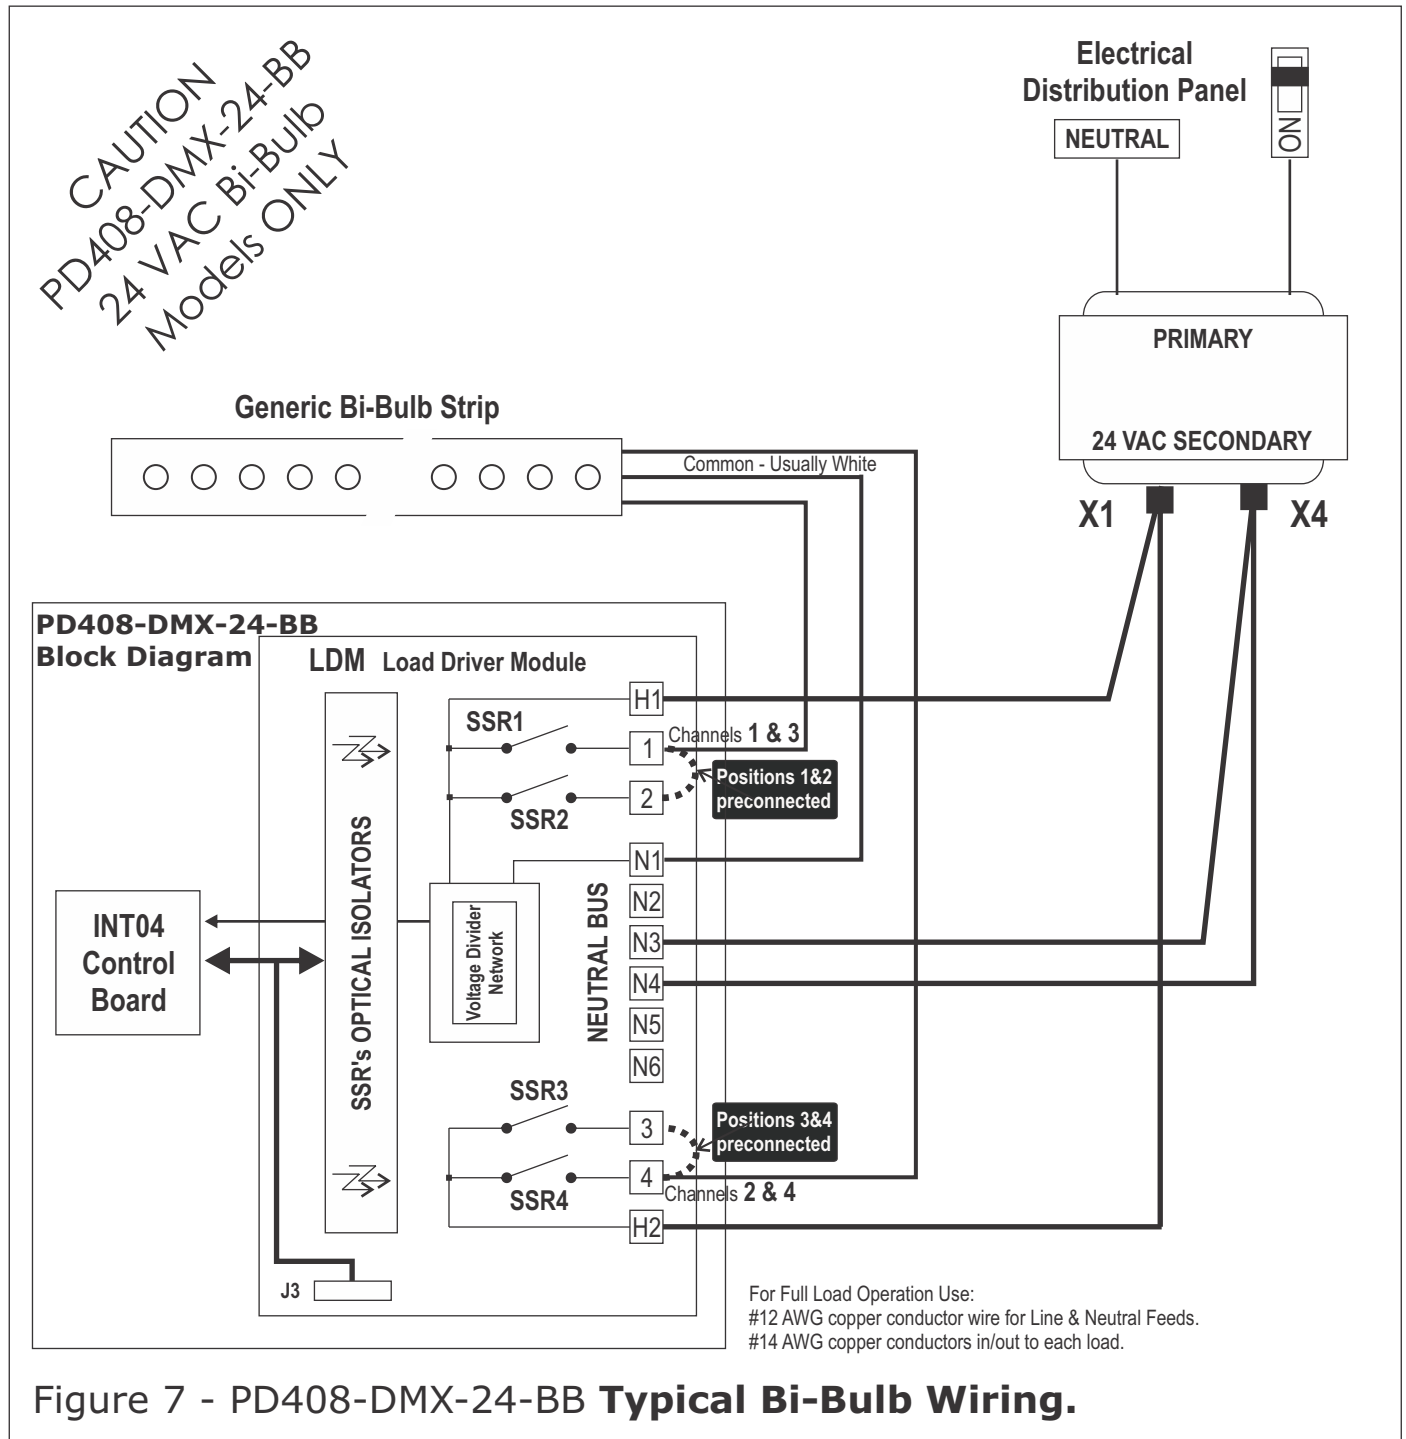 CAUTION
PD408-DMX-24-BB
24 VAC Bi-Bulb
Models ONLY
Electrical
Distribution Panel
NEUTRAL
ON
PRIMARY
24 VAC SECONDARY
X1
X4
Generic Bi-Bulb Strip
Common - Usually White
PD408-DMX-24-BB
Block Diagram
LDM Load Driver Module
H1
SSR1
1
Channels 1 & 3
Positions 1&2
preconnected
2
SSR2
N1
N2
N3
N4
N5
N6
NEUTRAL BUS
SSR's OPTICAL ISOLATORS
Voltage Divider
Network
INT04
Control
Board
SSR3
3
Positions 3&4
preconnected
4
SSR4
Channels 2 & 4
H2
J3
For Full Load Operation Use:
#12 AWG copper conductor wire for Line & Neutral Feeds.
#14 AWG copper conductors in/out to each load.
Figure 7 - PD408-DMX-24-BB Typical Bi-Bulb Wiring.